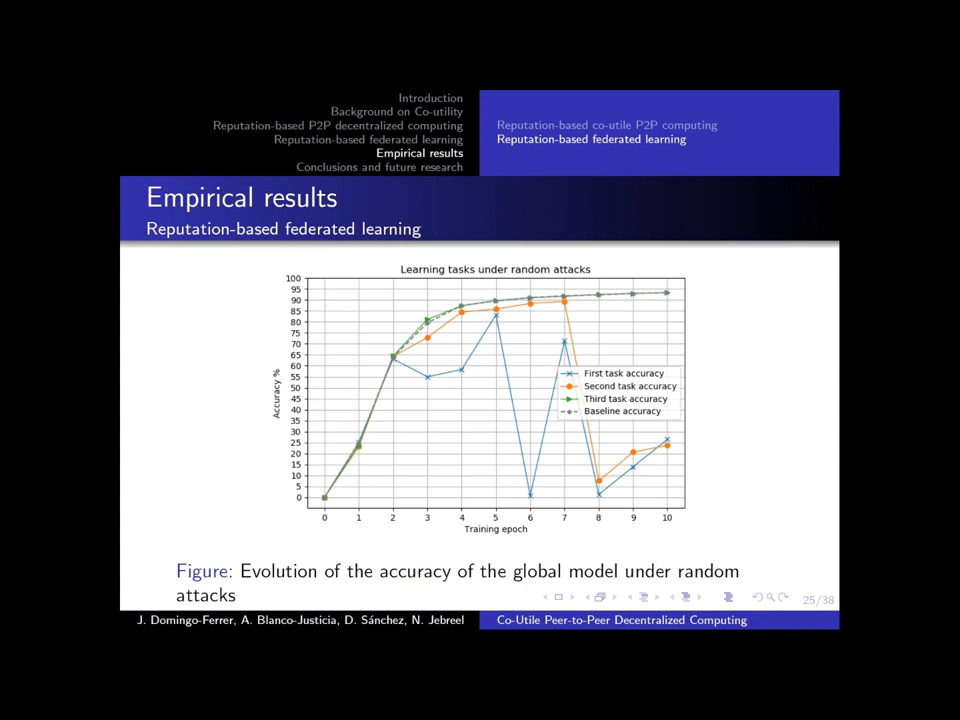 Introduction
Background on Co-utility
Reputation-based P2P decentralized computing
Reputation-based federated learning
Empirical results
Conclusions and future research
Reputation-based co-utile P2P computing
Reputation-based federated learning
Empirical results
Reputation-based federated learning
Learning tasks under random attacks
100
95
90
85
80
75
70
65
60
55
50
45
40
35
30
25
20
15
10
5
0
Accuracy %
First task accuracy
Second task accuracy
Third task accuracy
Baseline accuracy
0 1 2 3 4 5 6 7 8 9 10
Training epoch
Figure: Evolution of the accuracy of the global model under random
attacks
25/38
J. Domingo-Ferrer, A. Blanco-Justicia, D. Sánchez, N. Jebreel
Co-Utile Peer-to-Peer Decentralized Computing